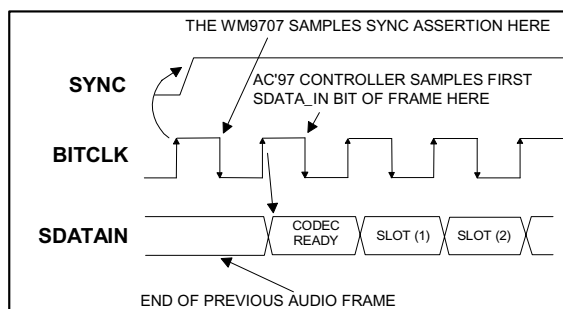 THE WM9707 SAMPLES SYNC ASSERTION HERE
SYNC
AC'97 CONTROLLER SAMPLES FIRST
SDATA_IN BIT OF FRAME HERE
BITCLK
SDATAIN
CODEC
READY
SLOT (1)
SLOT (2)
END OF PREVIOUS AUDIO FRAME